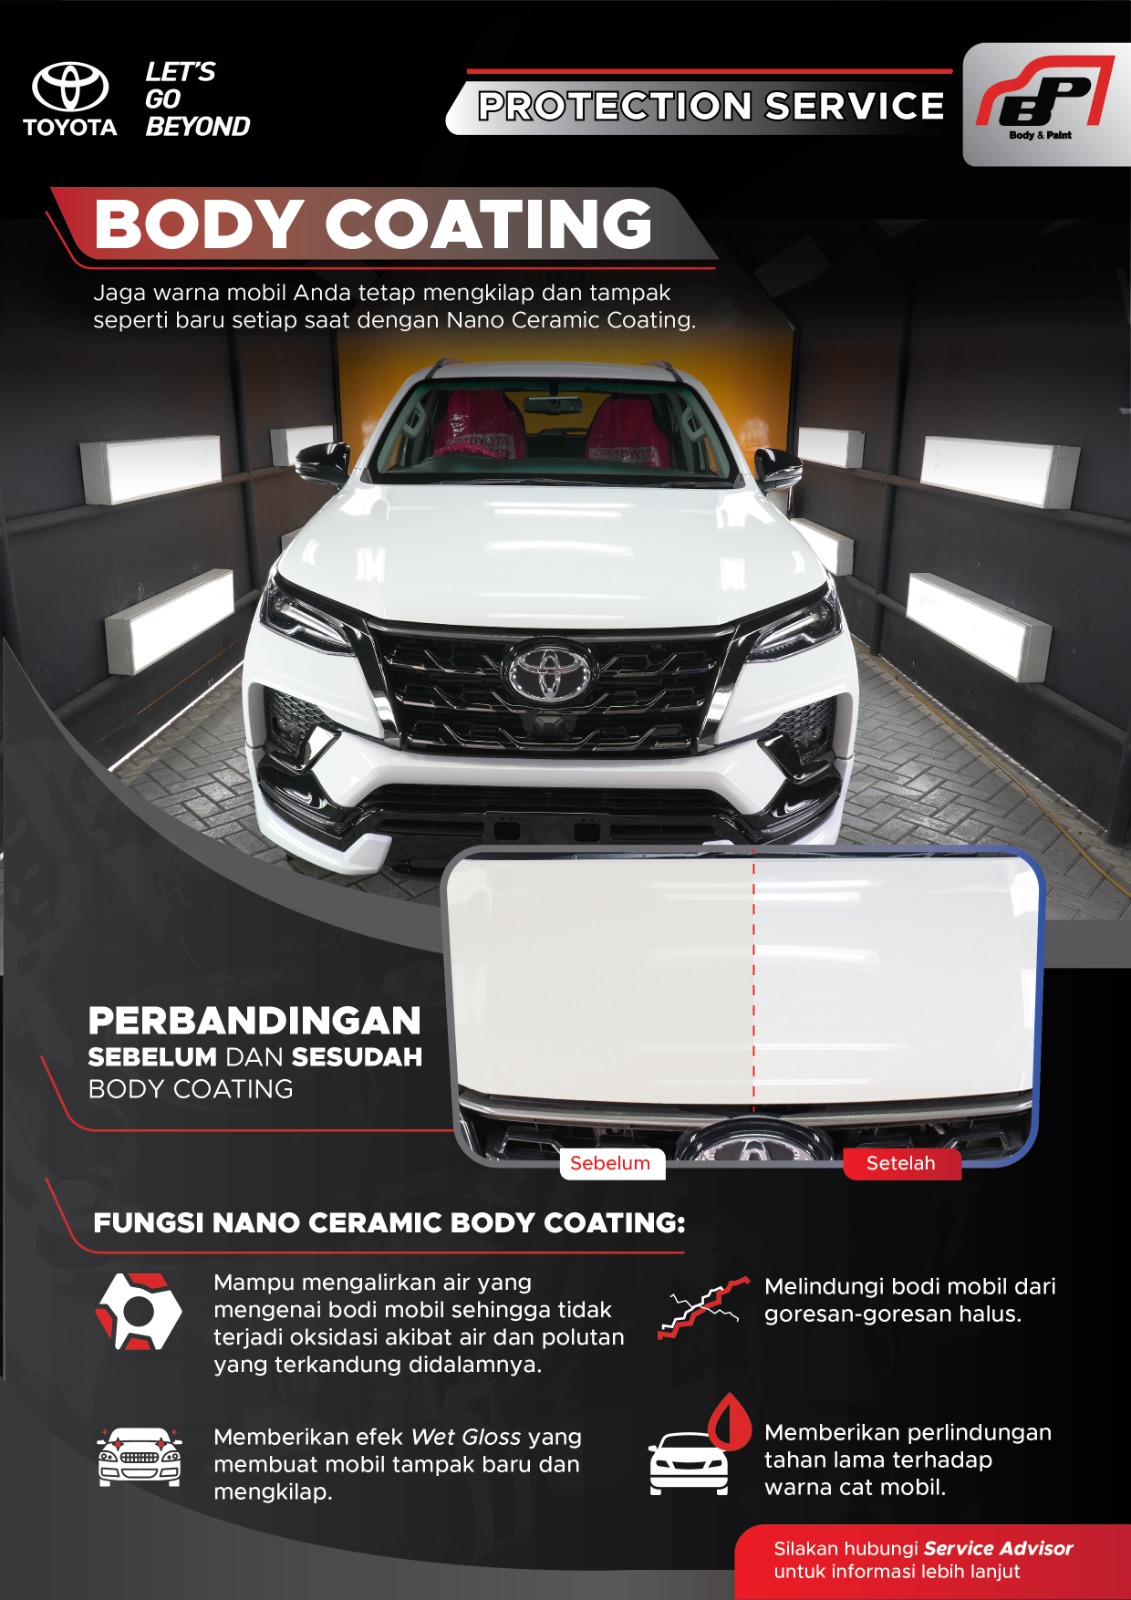 TOYOTA
LET'S
GO
BEYOND
PROTECTION SERVICE
BP
Body & Paint
BODY COATING
Jaga warna mobil Anda tetap mengkilap dan tampak
seperti baru setiap saat dengan Nano Ceramic Coating.
TOYOTA
TOYOTA
PERBANDINGAN
SEBELUM DAN SESUDAH
BODY COATING
Sebelum
Setelah
FUNGSI NANO CERAMIC BODY COATING:
Mampu mengalirkan air yang
mengenai bodi mobil sehingga tidak
terjadi oksidasi akibat air dan polutan
yang terkandung didalamnya.
Melindungi bodi mobil dari
goresan-goresan halus.
Memberikan efek Wet Gloss yang
membuat mobil tampak baru dan
mengkilap.
Memberikan perlindungan
tahan lama terhadap
warna cat mobil.
Silakan hubungi Service Advisor
untuk informasi lebih lanjut